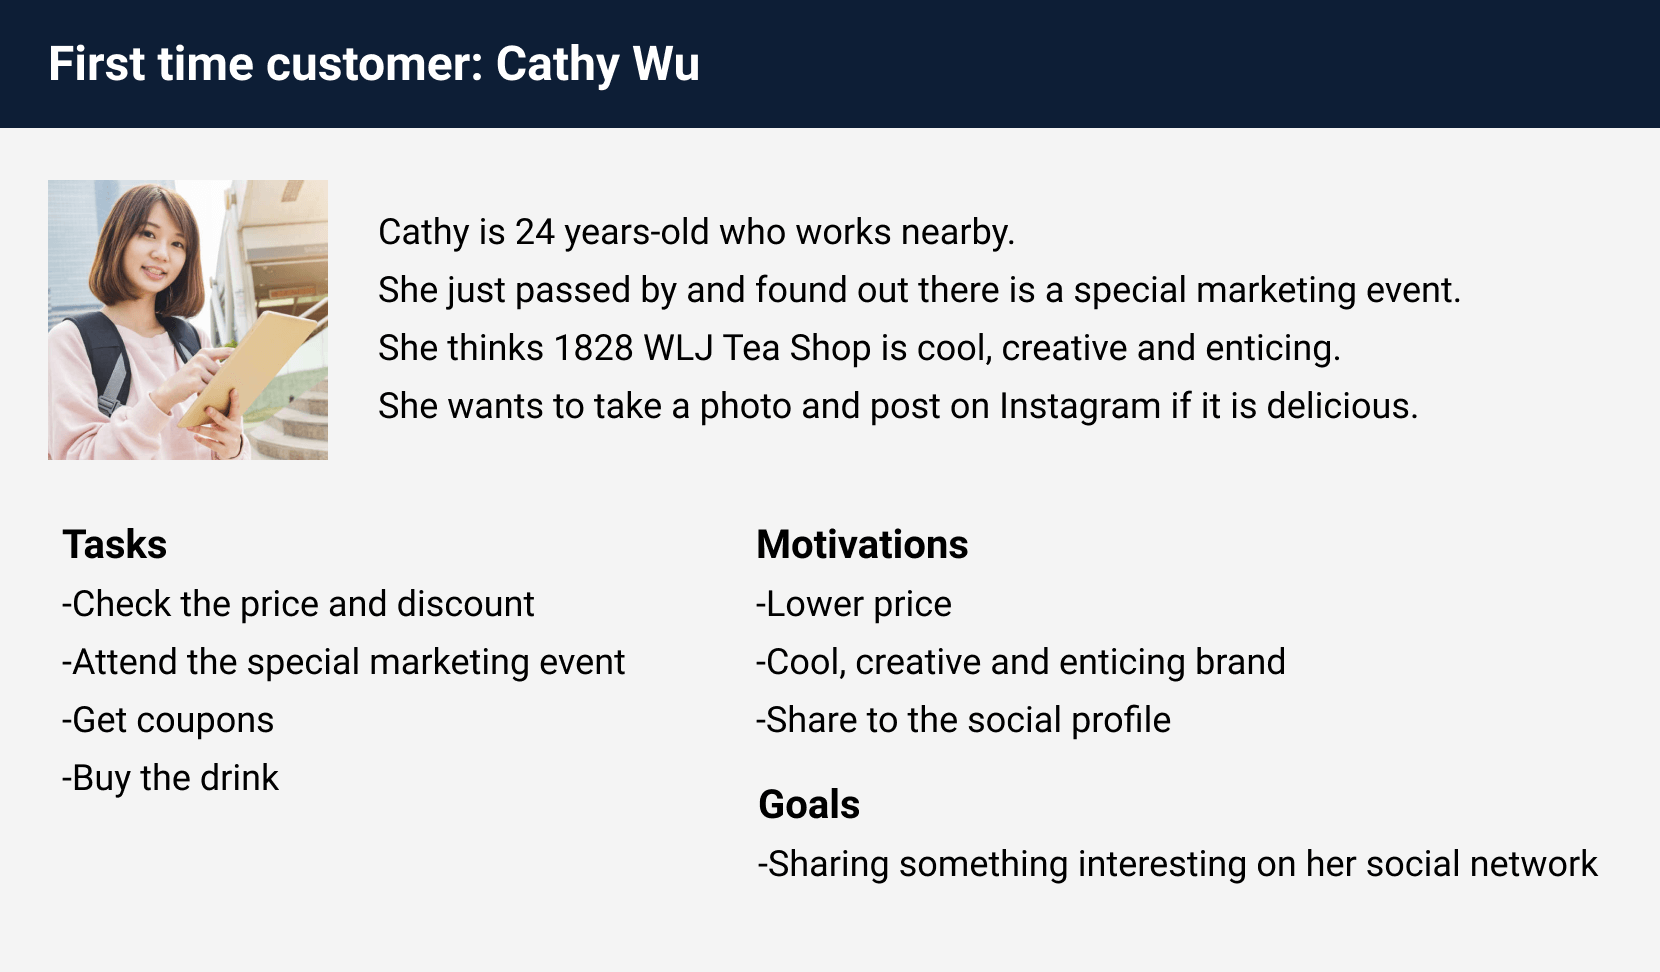 First time customer: Cathy Wu
Cathy is 24 years-old who works nearby.
She just passed by and found out there is a special marketing event.
She thinks 1828 WLJ Tea Shop is cool, creative and enticing.
She wants to take a photo and post on Instagram if it is delicious.
Tasks
-Check the price and discount
-Attend the special marketing event
-Get coupons
-Buy the drink
Motivations
-Lower price
-Cool, creative and enticing brand
-Share to the social profile
Goals
-Sharing something interesting on her social network